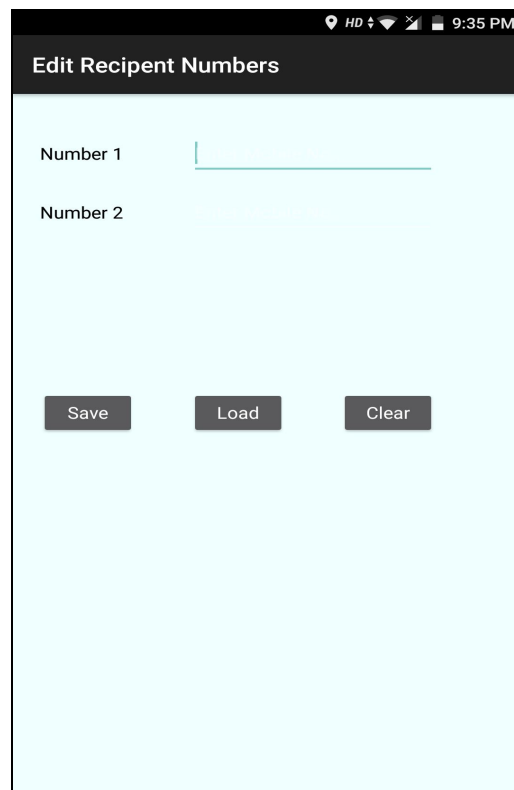 HD 9:35 PM
Edit Recipent Numbers
Number 1
Number 2
Save Load Clear